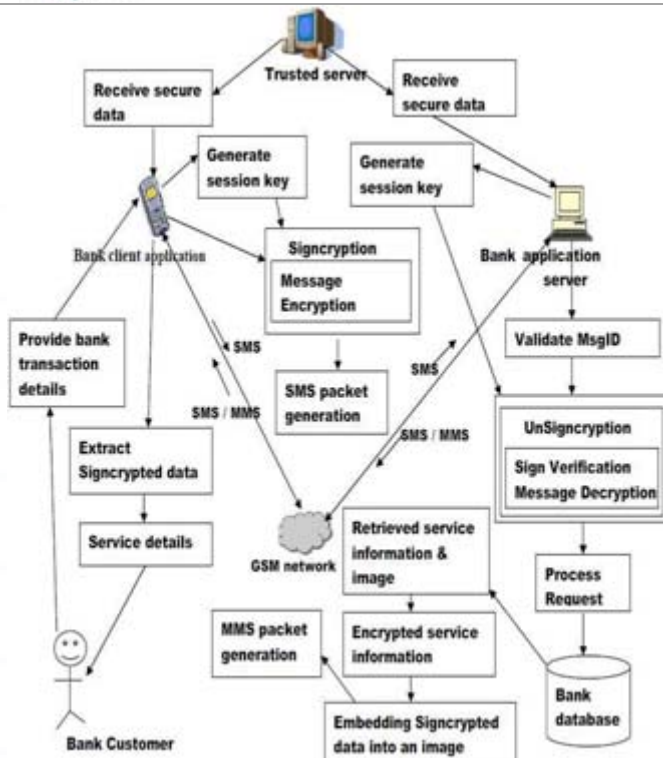 Trusted server
Receive secure
data
Receive
secure data
Generate
session key
Generate
session key
Bank client application
Signcryption
Message
Encryption
Bank application
server
Provide bank
transaction
details
SMS
SMS
Validate MsgID
SMS packet
generation
SMS / MMS
SMS / MMS
UnSigncryption
Sign Verification
Message Decryption
Extract
Signcrypted data
Service details
GSM network
Retrieved service
information &
image
Process
Request
MMS packet
generation
Encrypted service
information
Bank
database
Bank Customer
Embedding Signcrypted
data into an image